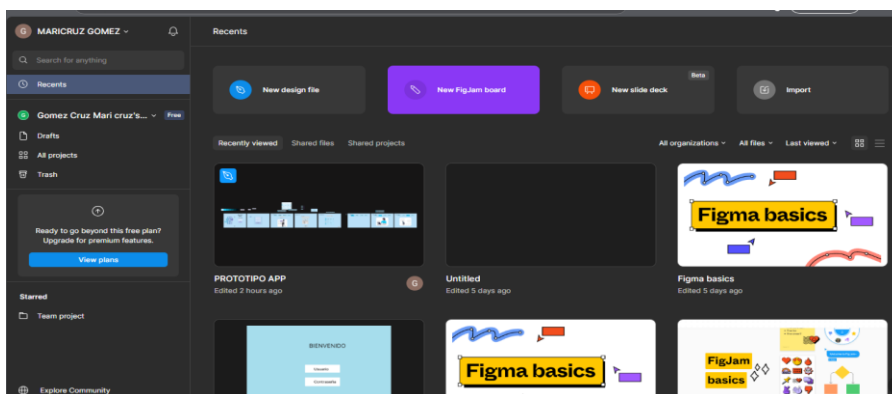 G MARICRUZ GOMEZ
Search for anything
Recents
G Gomez Cruz Mari cruz's... Free
Drafts
All projects
Trash
Ready to go beyond this free plan?
Upgrade for premium features.
View plans
Starred
Team project
Explore Community
Recents
New design file
New FigJam board
New slide deck
Beta
Import
Recently viewed Shared files Shared projects
All organizations All files Last viewed
PROTOTIPO APP
Edited 2 hours ago
G
Untitled
Edited 5 days ago
Figma basics
Figma basics
Edited 5 days ago
BIENVENIDO
Usuario
Contraseña
Figma basics
FigJam
basics